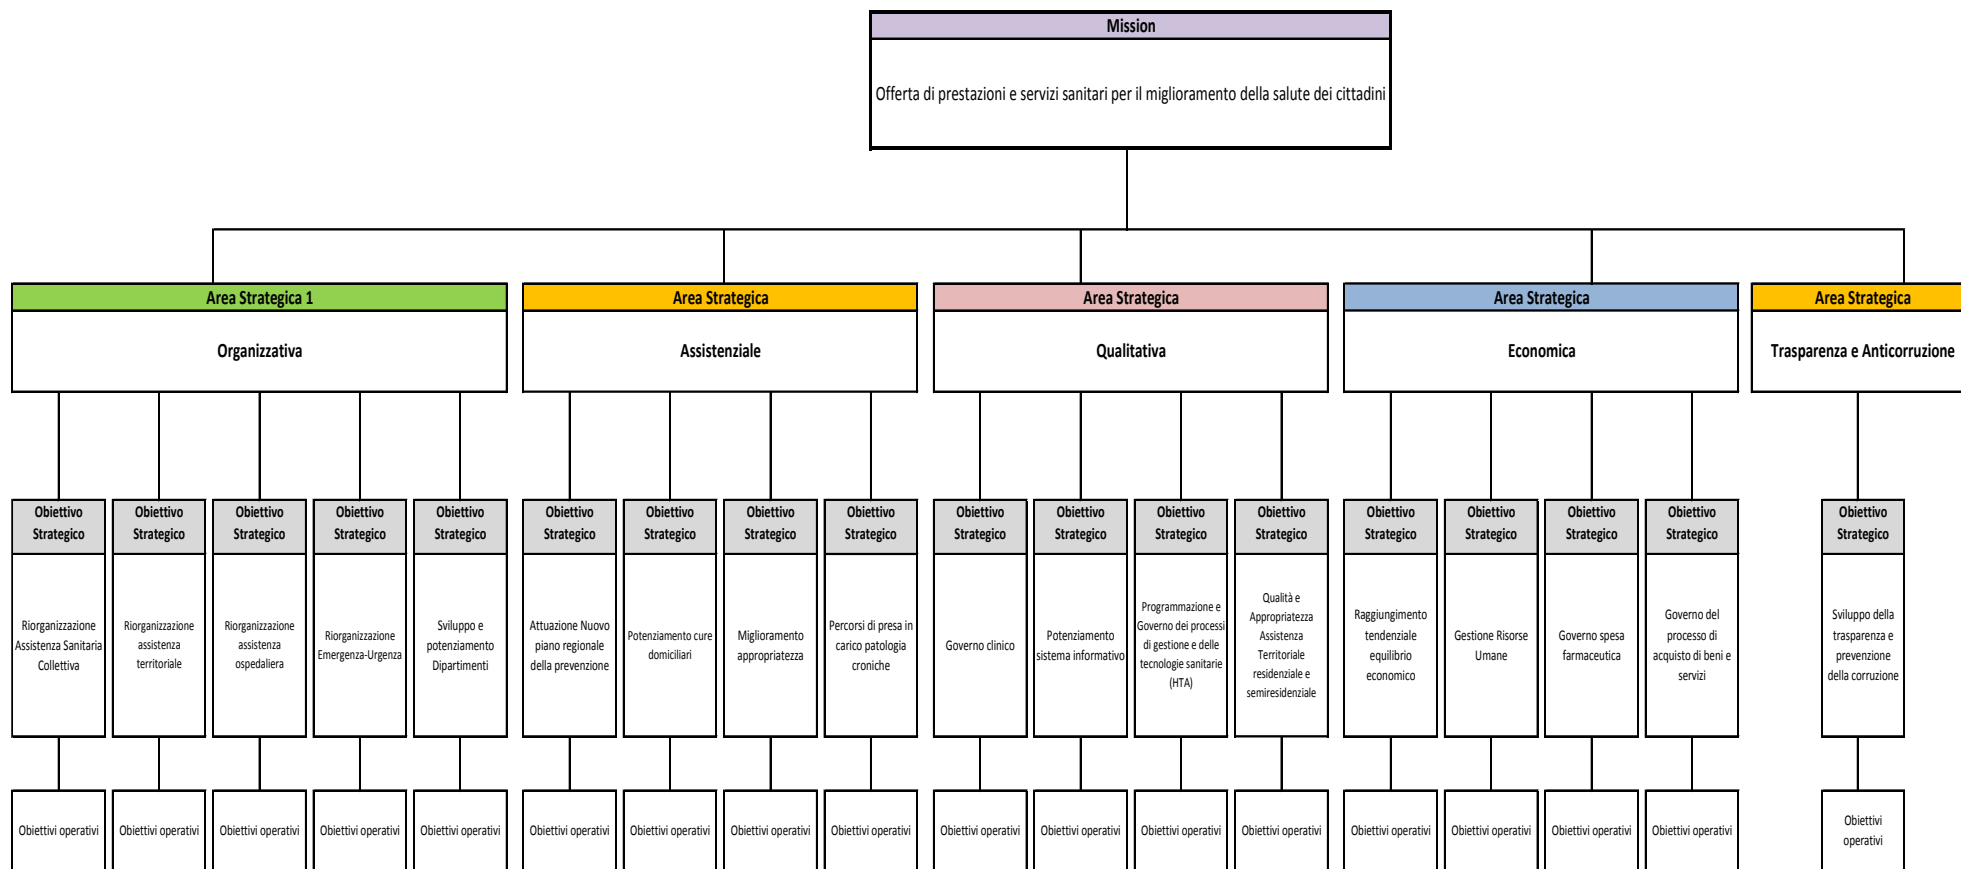 Mission
Offerta di prestazioni e servizi sanitari per il miglioramento della salute dei cittadini
Area Strategica 1
Organizzativa
Area Strategica
Assistenziale
Area Strategica
Qualitativa
Area Strategica
Economica
Area Strategica
Trasparenza e Anticorruzione
Obiettivo
Strategico
Riorganizzazione
Assistenza Sanitaria
Collettiva
Obiettivi operativi
Obiettivo
Strategico
Riorganizzazione
assistenza
territoriale
Obiettivi operativi
Obiettivo
Strategico
Riorganizzazione
assistenza
ospedaliera
Obiettivi operativi
Obiettivo
Strategico
Riorganizzazione
Emergenza-Urgenza
Obiettivi operativi
Obiettivo
Strategico
Sviluppo e
potenziamento
Dipartimenti
Obiettivi operativi
Obiettivo
Strategico
Attuazione Nuovo
piano regionale
della prevenzione
Obiettivi operativi
Obiettivo
Strategico
Potenziamento cure
domiciliari
Obiettivi operativi
Obiettivo
Strategico
Miglioramento
appropriatezza
Obiettivi operativi
Obiettivo
Strategico
Percorsi di presa in
carico patologia
croniche
Obiettivi operativi
Obiettivo
Strategico
Governo clinico
Obiettivi operativi
Obiettivo
Strategico
Potenziamento
sistema informativo
Obiettivi operativi
Obiettivo
Strategico
Programmazione e
Governo dei processi
di gestione e delle
tecnologie sanitarie
(HTA)
Obiettivi operativi
Obiettivo
Strategico
Qualità e
Appropriatezza
Assistenza
Territoriale
residenziale e
semiresidenziale
Obiettivi operativi
Obiettivo
Strategico
Raggiungimento
tendenziale
equilibrio
economico
Obiettivi operativi
Obiettivo
Strategico
Gestione Risorse
Umane
Obiettivi operativi
Obiettivo
Strategico
Governo spesa
farmaceutica
Obiettivi operativi
Obiettivo
Strategico
Governo del
processo di
acquisto di beni e
servizi
Obiettivi operativi
Obiettivo
Strategico
Sviluppo della
trasparenza e
prevenzione
della corruzione
Obiettivi
operativi